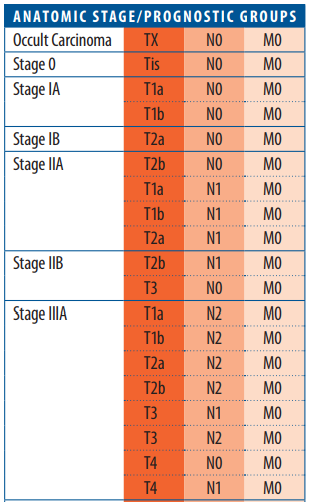 ANATOMIC STAGE/PROGNOSTIC GROUPS
Occult Carcinoma TX N0 M0
Stage 0 Tis N0 M0
Stage IA T1a N0 M0
T1b N0 M0
Stage IB T2a N0 M0
Stage IIA T2b N0 M0
T1a N1 M0
T1b N1 M0
T2a N1 M0
Stage IIB T2b N1 M0
T3 N0 M0
Stage IIIA T1a N2 M0
T1b N2 M0
T2a N2 M0
T2b N2 M0
T3 N1 M0
T3 N2 M0
T4 N0 M0
T4 N1 M0